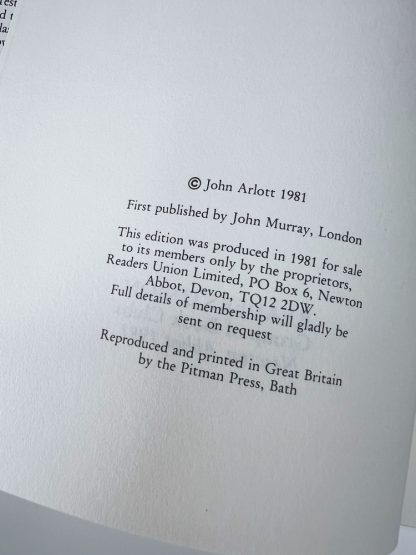 © John Arlott 1981
First published by John Murray, London
This edition was produced in 1981 for sale
to its members only by the proprietors,
Readers Union Limited, PO Box 6, Newton
Abbot, Devon, TQ12 2DW.
Full details of membership will gladly be
sent on request
Reproduced and printed in Great Britain
by the Pitman Press, Bath